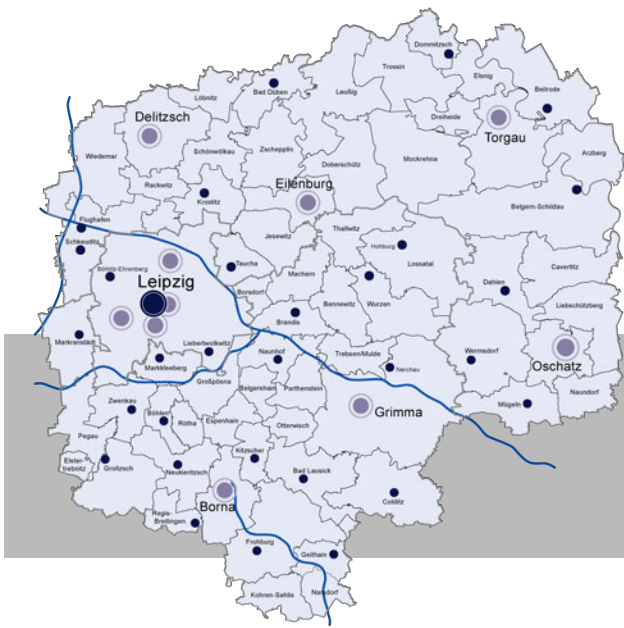 Dommitzsch
Trossin
Elsnig
Bad Düben
Laußig
Beilrode
Löbnitz
Delitzsch
Dreiheide
Torgau
Zschepplin
Schönwölkau
Wiedemar
Doberschütz
Mockrehna
Arzberg
Rackwitz
Eilenburg
Krostitz
Belgern-Schildau
Flughafen
Schkeuditz
Jesewitz
Thallwitz
Hohburg
Lossatal
Taucha
Böhlitz-Ehrenberg
Machern
Cavertitz
Leipzig
Dahlen
Borsdorf
Bennewitz
Wurzen
Liebschützberg
Brandis
Markranstädt
Liebertwolkwitz
Naunhof
Trebsen/Mulde
Wermsdorf
Oschatz
Markkleeberg
Nerchau
Großpösna
Belgershain
Parthenstein
Naundorf
Zwenkau
Mügeln
Böhlen
Rötha
Espenhain
Grimma
Otterwisch
Pegau
Elster-
trebnitz
Groitzsch
Kitzscher
Neukieritzsch
Bad Lausick
Colditz
Borna
Regis-
Breitingen
Frohburg
Geithain
Kohren-Sahlis
Narsdorf